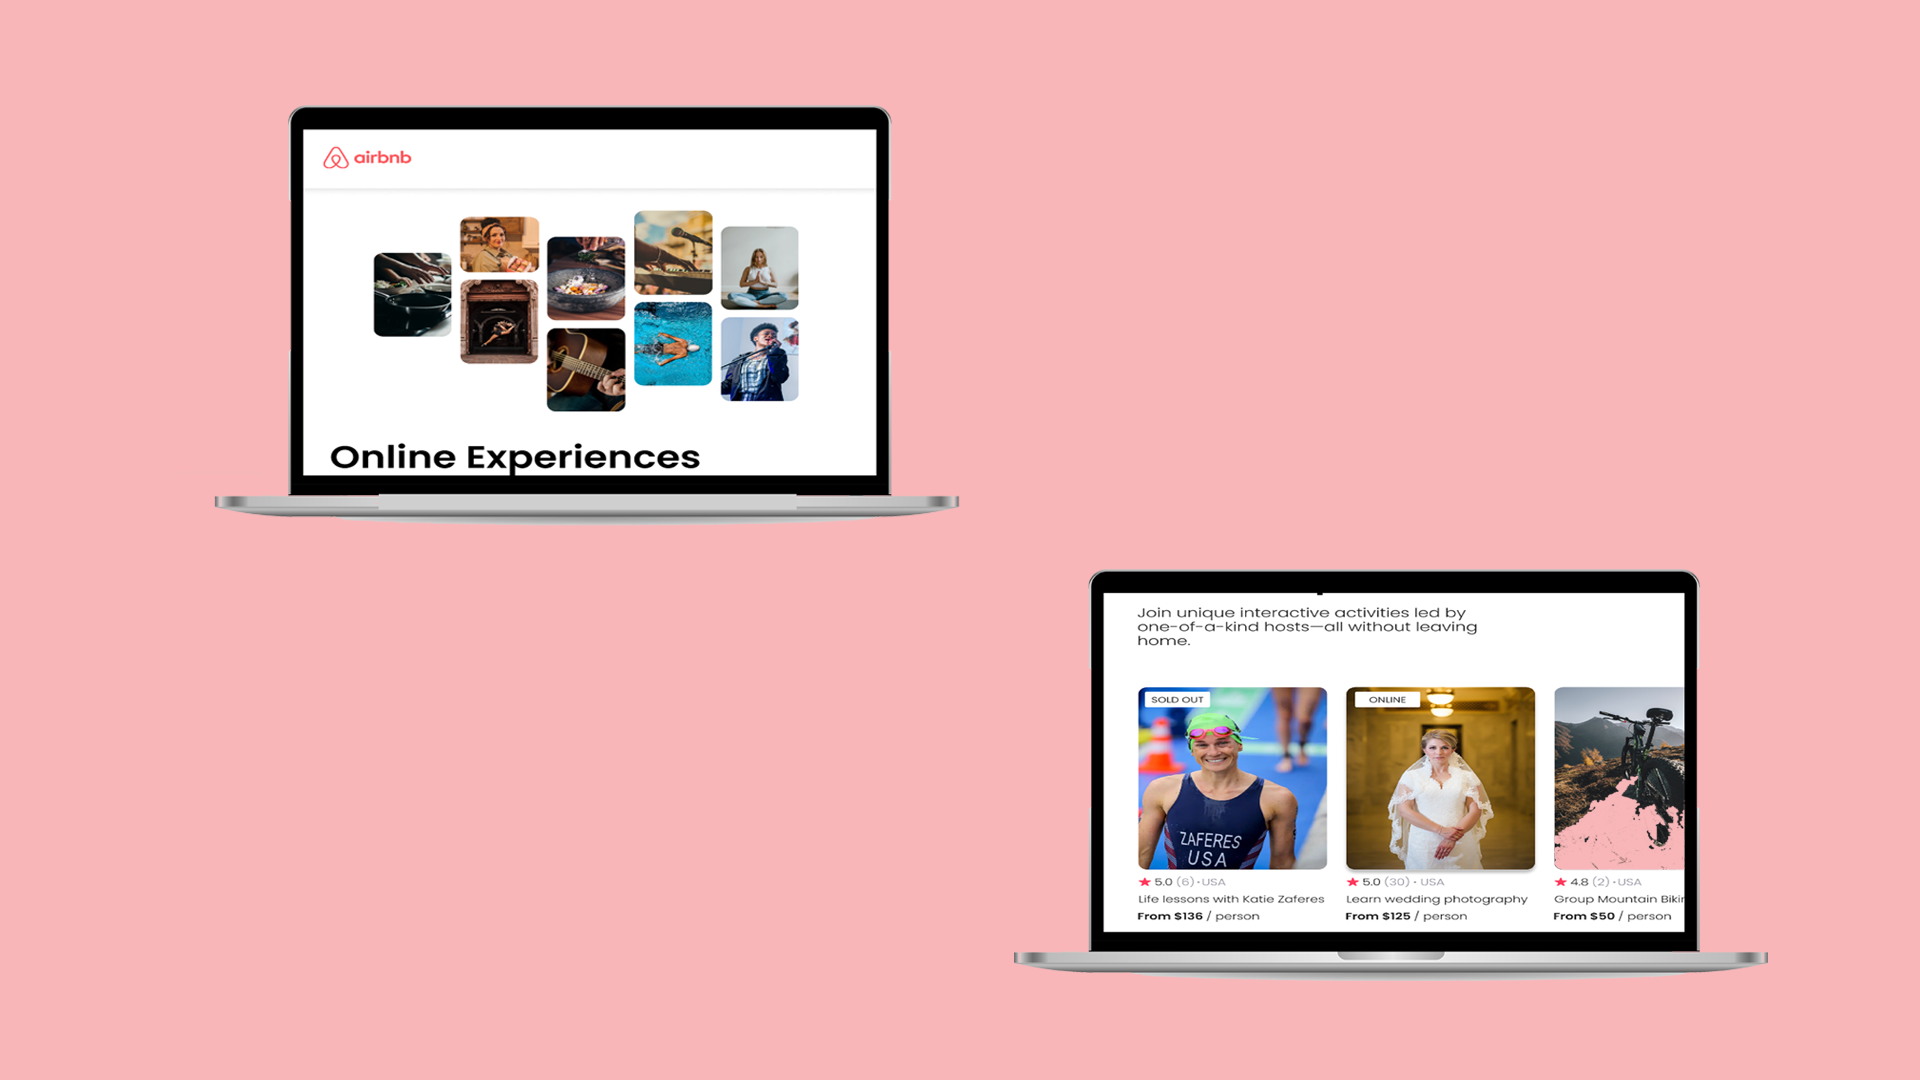 airbnb
Online Experiences
Join unique interactive activities led by
one-of-a-kind hosts—all without leaving
home.
SOLD OUT
ZAFERES
USA
5.0 (6) • USA
Life lessons with Katie Zaferes
From $136 / person
ONLINE
5.0 (30) • USA
Learn wedding photography
From $125 / person
4.8 (2) • USA
Group Mountain
From $50 / person